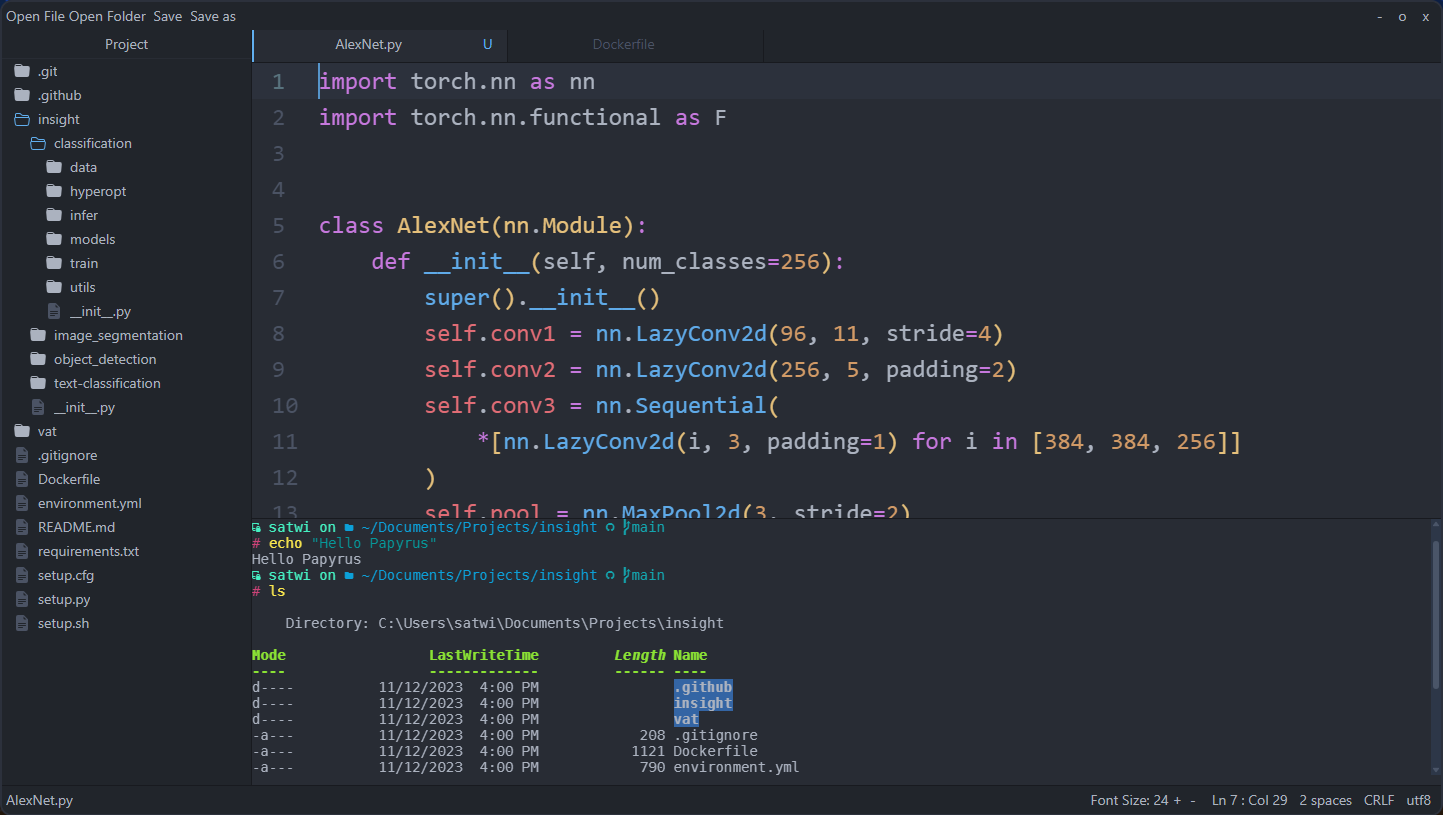 Open File Open Folder Save Save as - o x
Project
.git
.github
insight
classification
data
hyperopt
infer
models
train
utils
__init__.py
image_segmentation
object_detection
text-classification
__init__.py
vat
.gitignore
Dockerfile
environment.yml
README.md
requirements.txt
setup.cfg
setup.py
setup.sh
AlexNet.py U Dockerfile
1 import torch.nn as nn
2 import torch.nn.functional as F
3
4
5 class AlexNet(nn.Module):
6     def __init__(self, num_classes=256):
7         super().__init__()
8         self.conv1 = nn.LazyConv2d(96, 11, stride=4)
9         self.conv2 = nn.LazyConv2d(256, 5, padding=2)
10         self.conv3 = nn.Sequential(
11             *[nn.LazyConv2d(i, 3, padding=1) for i in [384, 384, 256]]
12         )
13         self.pool = nn.MaxPool2d(3, stride=2)
satwi on ~/Documents/Projects/insight main
# echo "Hello Papyrus"
Hello Papyrus
satwi on ~/Documents/Projects/insight main
# ls
Directory: C:\Users\satwi\Documents\Projects\insight
Mode LastWriteTime Length Name
---- ------------- ------ ----
d---- 11/12/2023 4:00 PM .github
d---- 11/12/2023 4:00 PM insight
d---- 11/12/2023 4:00 PM vat
-a--- 11/12/2023 4:00 PM 208 .gitignore
-a--- 11/12/2023 4:00 PM 1121 Dockerfile
-a--- 11/12/2023 4:00 PM 790 environment.yml
AlexNet.py Font Size: 24 + - Ln 7 : Col 29 2 spaces CRLF utf8